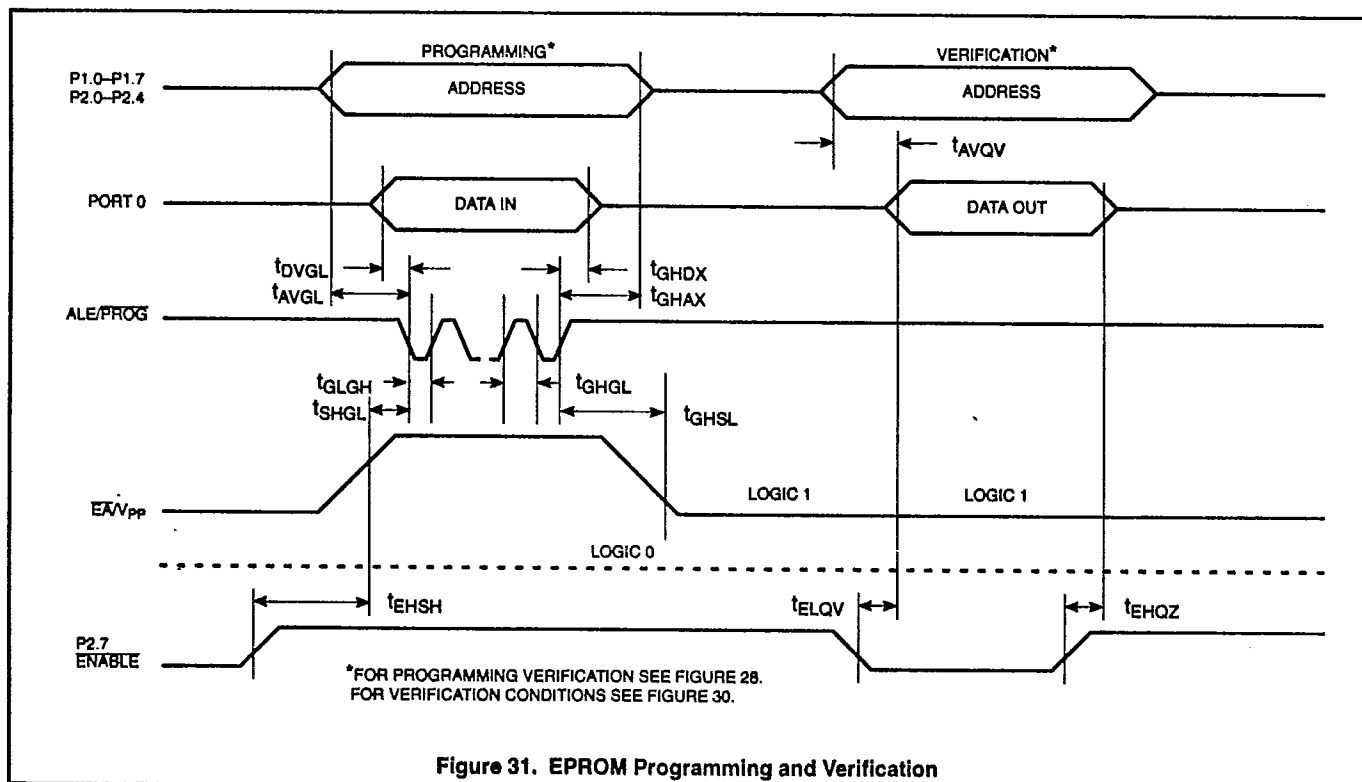 PROGRAMMING*
VERIFICATION*
P1.0–P1.7
P2.0–P2.4
ADDRESS
ADDRESS
tAVQV
PORT 0
DATA IN
DATA OUT
tDVGL
tGHDX
tAVGL
tGHAX
ALE/PROG
tGLGH
tGHGL
tSHGL
tGHSL
EA/VPP
LOGIC 1
LOGIC 1
LOGIC 0
tEHSH
tELQV
tEHQZ
P2.7
ENABLE
*FOR PROGRAMMING VERIFICATION SEE FIGURE 28.
FOR VERIFICATION CONDITIONS SEE FIGURE 30.
Figure 31. EPROM Programming and Verification